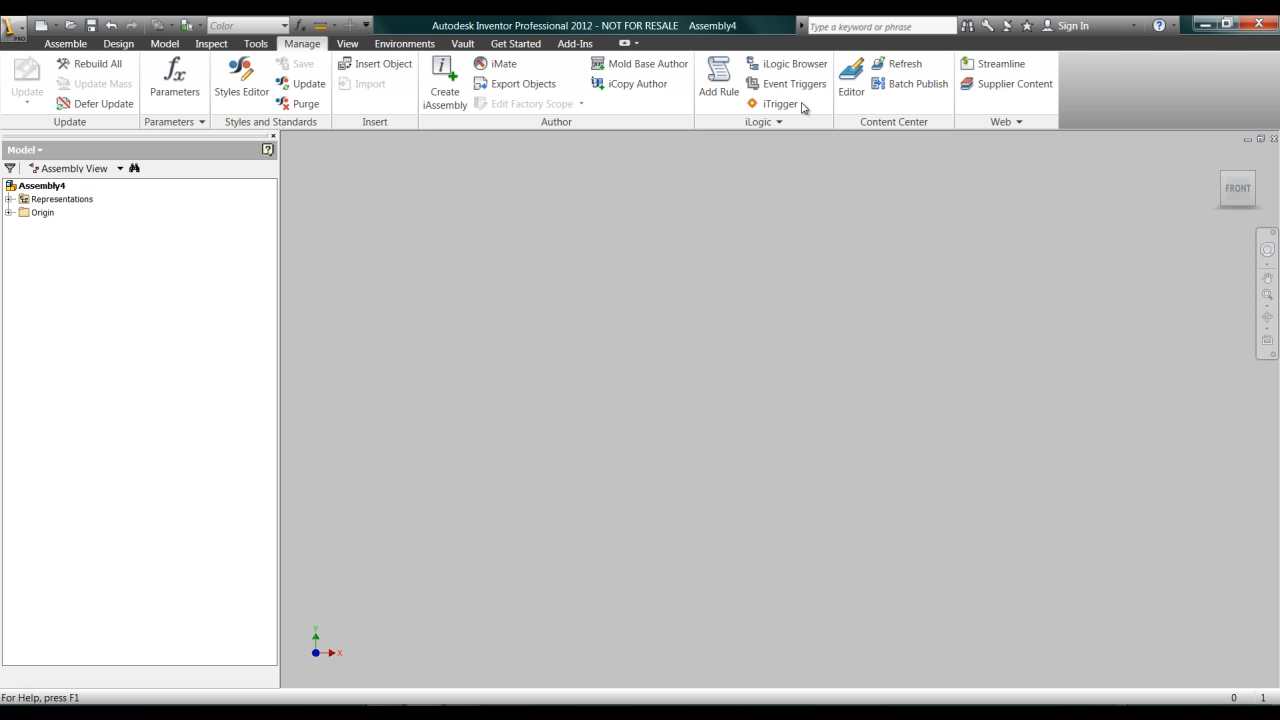 PRO
Color
Autodesk Inventor Professional 2012 - NOT FOR RESALE Assembly4
Type a keyword or phrase
Sign In
Assemble Design Model Inspect Tools Manage View Environments Vault Get Started Add-Ins
Update
Rebuild All
Update Mass
Defer Update
Update
Parameters
Parameters
Styles Editor
Save
Update
Purge
Styles and Standards
Insert Object
Import
Insert
Create
iAssembly
iMate
Export Objects
Edit Factory Scope
Mold Base Author
iCopy Author
Author
Add Rule
iLogic Browser
Event Triggers
iTrigger
iLogic
Editor
Refresh
Batch Publish
Content Center
Streamline
Supplier Content
Web
Model
Assembly View
Assembly4
Representations
Origin
FRONT
Y
X
For Help, press F1
0 1